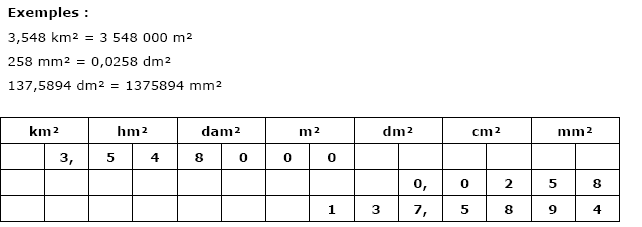 Exemples :
3,548 km² = 3 548 000 m²
258 mm² = 0,0258 dm²
137,5894 dm² = 1375894 mm²
km² hm² dam² m² dm² cm² mm²
3, 5 4 8 0 0 0
0, 0 2 5 8
1 3 7, 5 8 9 4